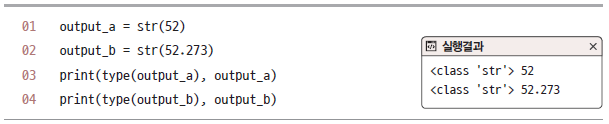 01 output_a = str(52)
02 output_b = str(52.273)
03 print(type(output_a), output_a)
04 print(type(output_b), output_b)
실행결과
<class 'str'> 52
<class 'str'> 52.273